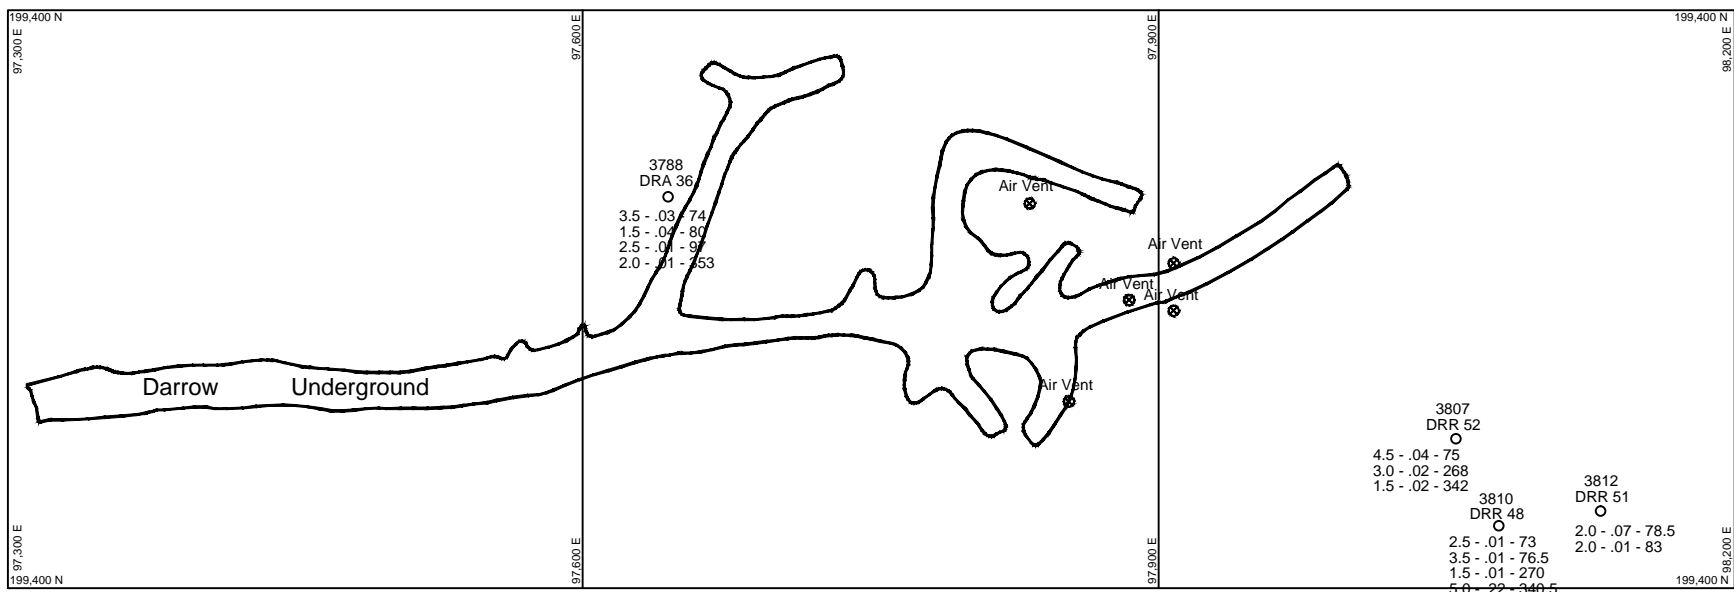 199,400 N
97,300 E
97,600 E
97,900 E
199,400 N
98,200 E
3788
DRA 36
3.5 - .03 - 74
1.5 - .04 - 80
2.5 - .01 - 97
2.0 - .01 - 353
Air Vent
Air Vent
Air Vent
Air Vent
Air Vent
Darrow Underground
3807
DRR 52
4.5 - .04 - 75
3.0 - .02 - 268
1.5 - .02 - 342
3812
DRR 51
2.0 - .07 - 78.5
2.0 - .01 - 83
3810
DRR 48
2.5 - .01 - 73
3.5 - .01 - 76.5
1.5 - .01 - 270
5.0 - .22 - 340.5
97,300 E
199,400 N
97,600 E
97,900 E
98,200 E
199,400 N